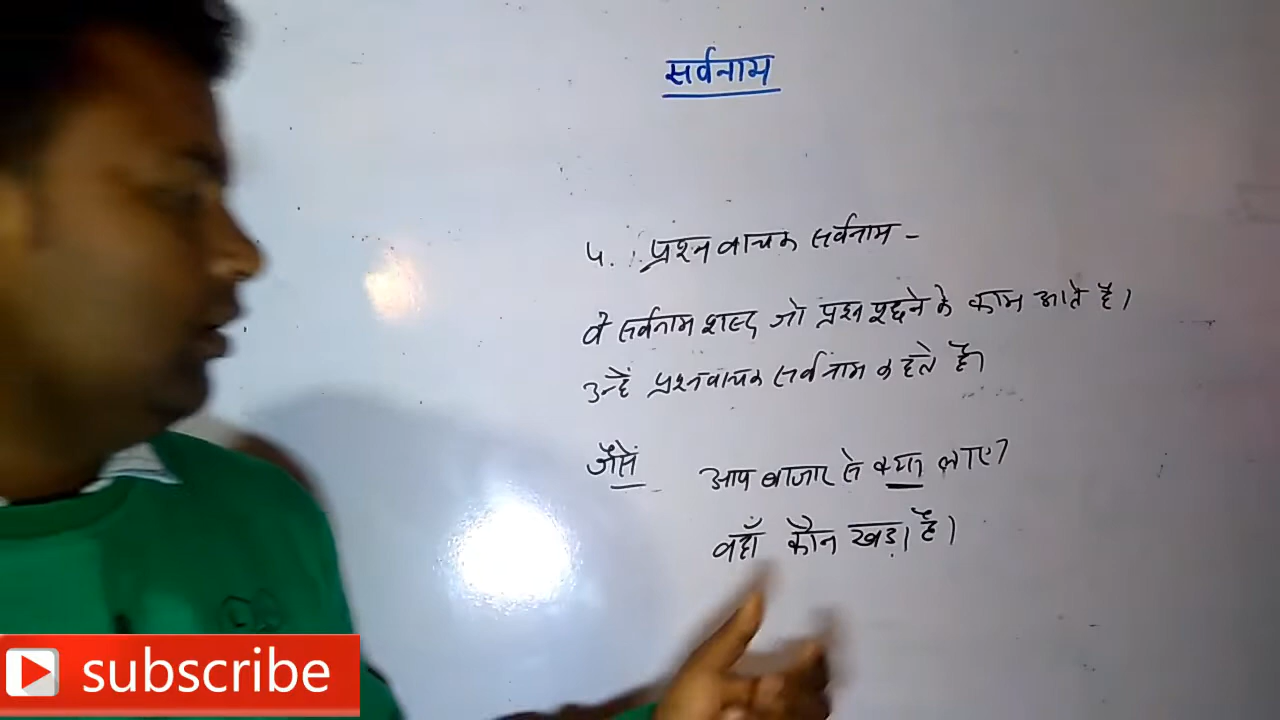 सर्वनाम
५. प्रश्नवाचक सर्वनाम -
वे सर्वनाम शब्द जो प्रश्न पूछने के काम आते है।
उन्हें प्रश्नवाचक सर्वनाम कहते है।
जैसें आप बाजार से क्या लाए?
वहाँ कौन खड़ा है।
subscribe